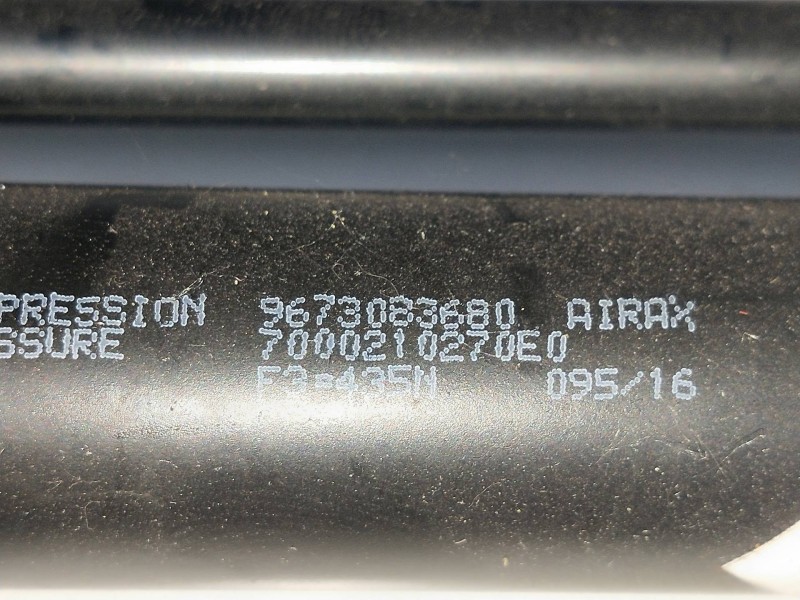 PRESSION 9673083680 AIRAX
SSURE 7000210270E0
F3=435N 095/16